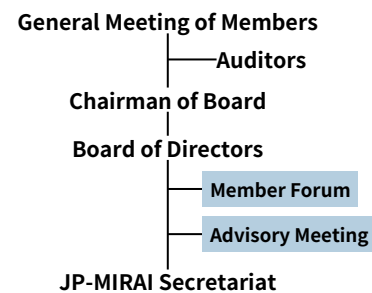 General Meeting of Members
Auditors
Chairman of Board
Board of Directors
Member Forum
Advisory Meeting
JP-MIRAI Secretariat